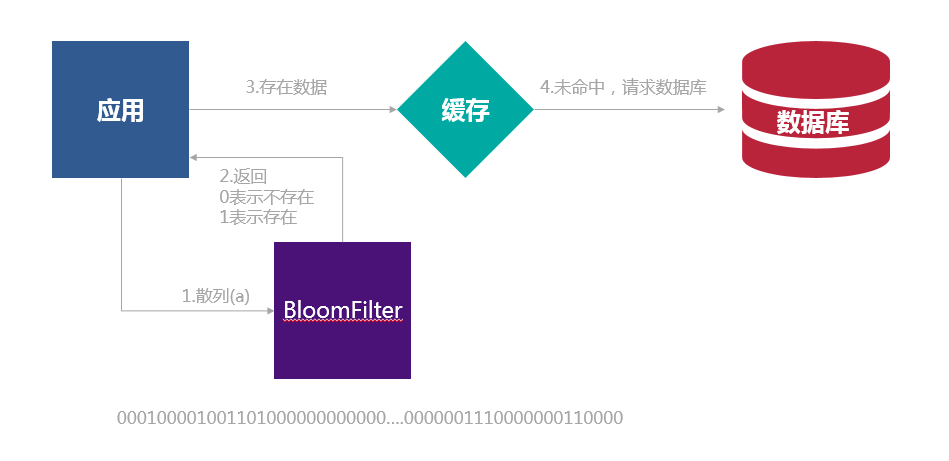 应用
3.存在数据
缓存
4.未命中，请求数据库
数据库
2.返回
0表示不存在
1表示存在
1.散列(a)
BloomFilter
0001000010011010000000000000....00000011100000000110000